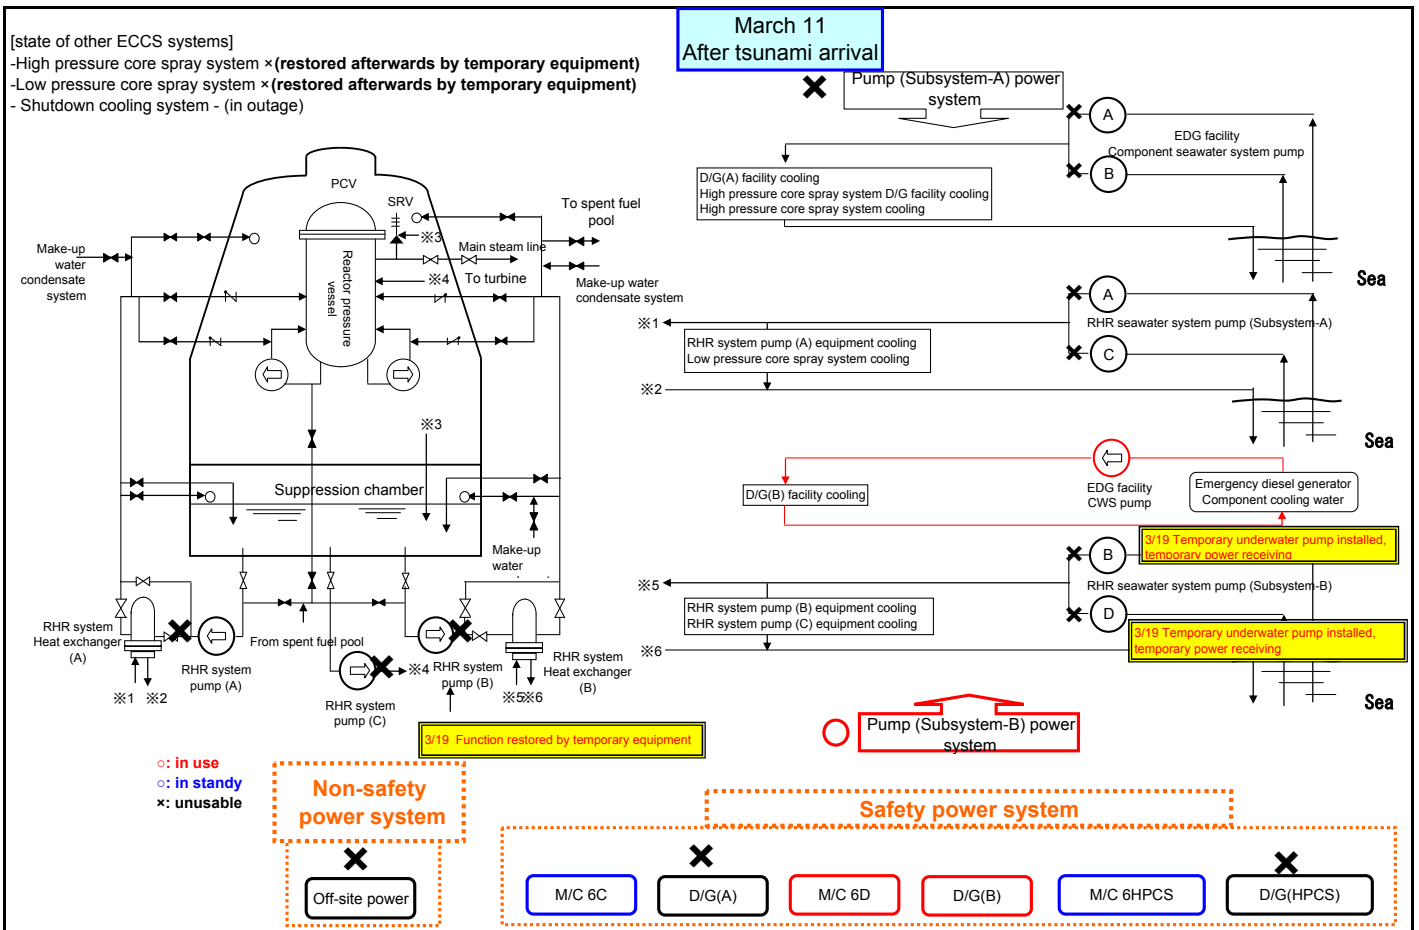 March 11
After tsunami arrival
[state of other ECCS systems]
-High pressure core spray system ×(restored afterwards by temporary equipment)
-Low pressure core spray system ×(restored afterwards by temporary equipment)
- Shutdown cooling system - (in outage)
Pump (Subsystem-A) power
system
A
EDG facility
Component seawater system pump
B
D/G(A) facility cooling
High pressure core spray system D/G facility cooling
High pressure core spray system cooling
Sea
PCV
SRV
To spent fuel
pool
※3
Main steam line
To turbine
※4
Make-up
water
condensate
system
Make-up water
condensate system
Reactor pressure
vessel
※3
Suppression chamber
Make-up
water
※1
A
RHR seawater system pump (Subsystem-A)
C
RHR system pump (A) equipment cooling
Low pressure core spray system cooling
※2
Sea
D/G(B) facility cooling
EDG facility
CWS pump
Emergency diesel generator
Component cooling water
3/19 Temporary underwater pump installed,
temporary power receiving
※5
B
RHR seawater system pump (Subsystem-B)
D
RHR system pump (B) equipment cooling
RHR system pump (C) equipment cooling
3/19 Temporary underwater pump installed,
temporary power receiving
※6
Sea
RHR system
Heat exchanger
(A)
※1 ※2
RHR system
pump (A)
From spent fuel pool
RHR system
pump (C)
※4
RHR system
pump (B)
※5※6
RHR system
Heat exchanger
(B)
3/19 Function restored by temporary equipment
Pump (Subsystem-B) power
system
○: in use
○: in standy
×: unusable
Non-safety
power system
Off-site power
Safety power system
M/C 6C
D/G(A)
M/C 6D
D/G(B)
M/C 6HPCS
D/G(HPCS)